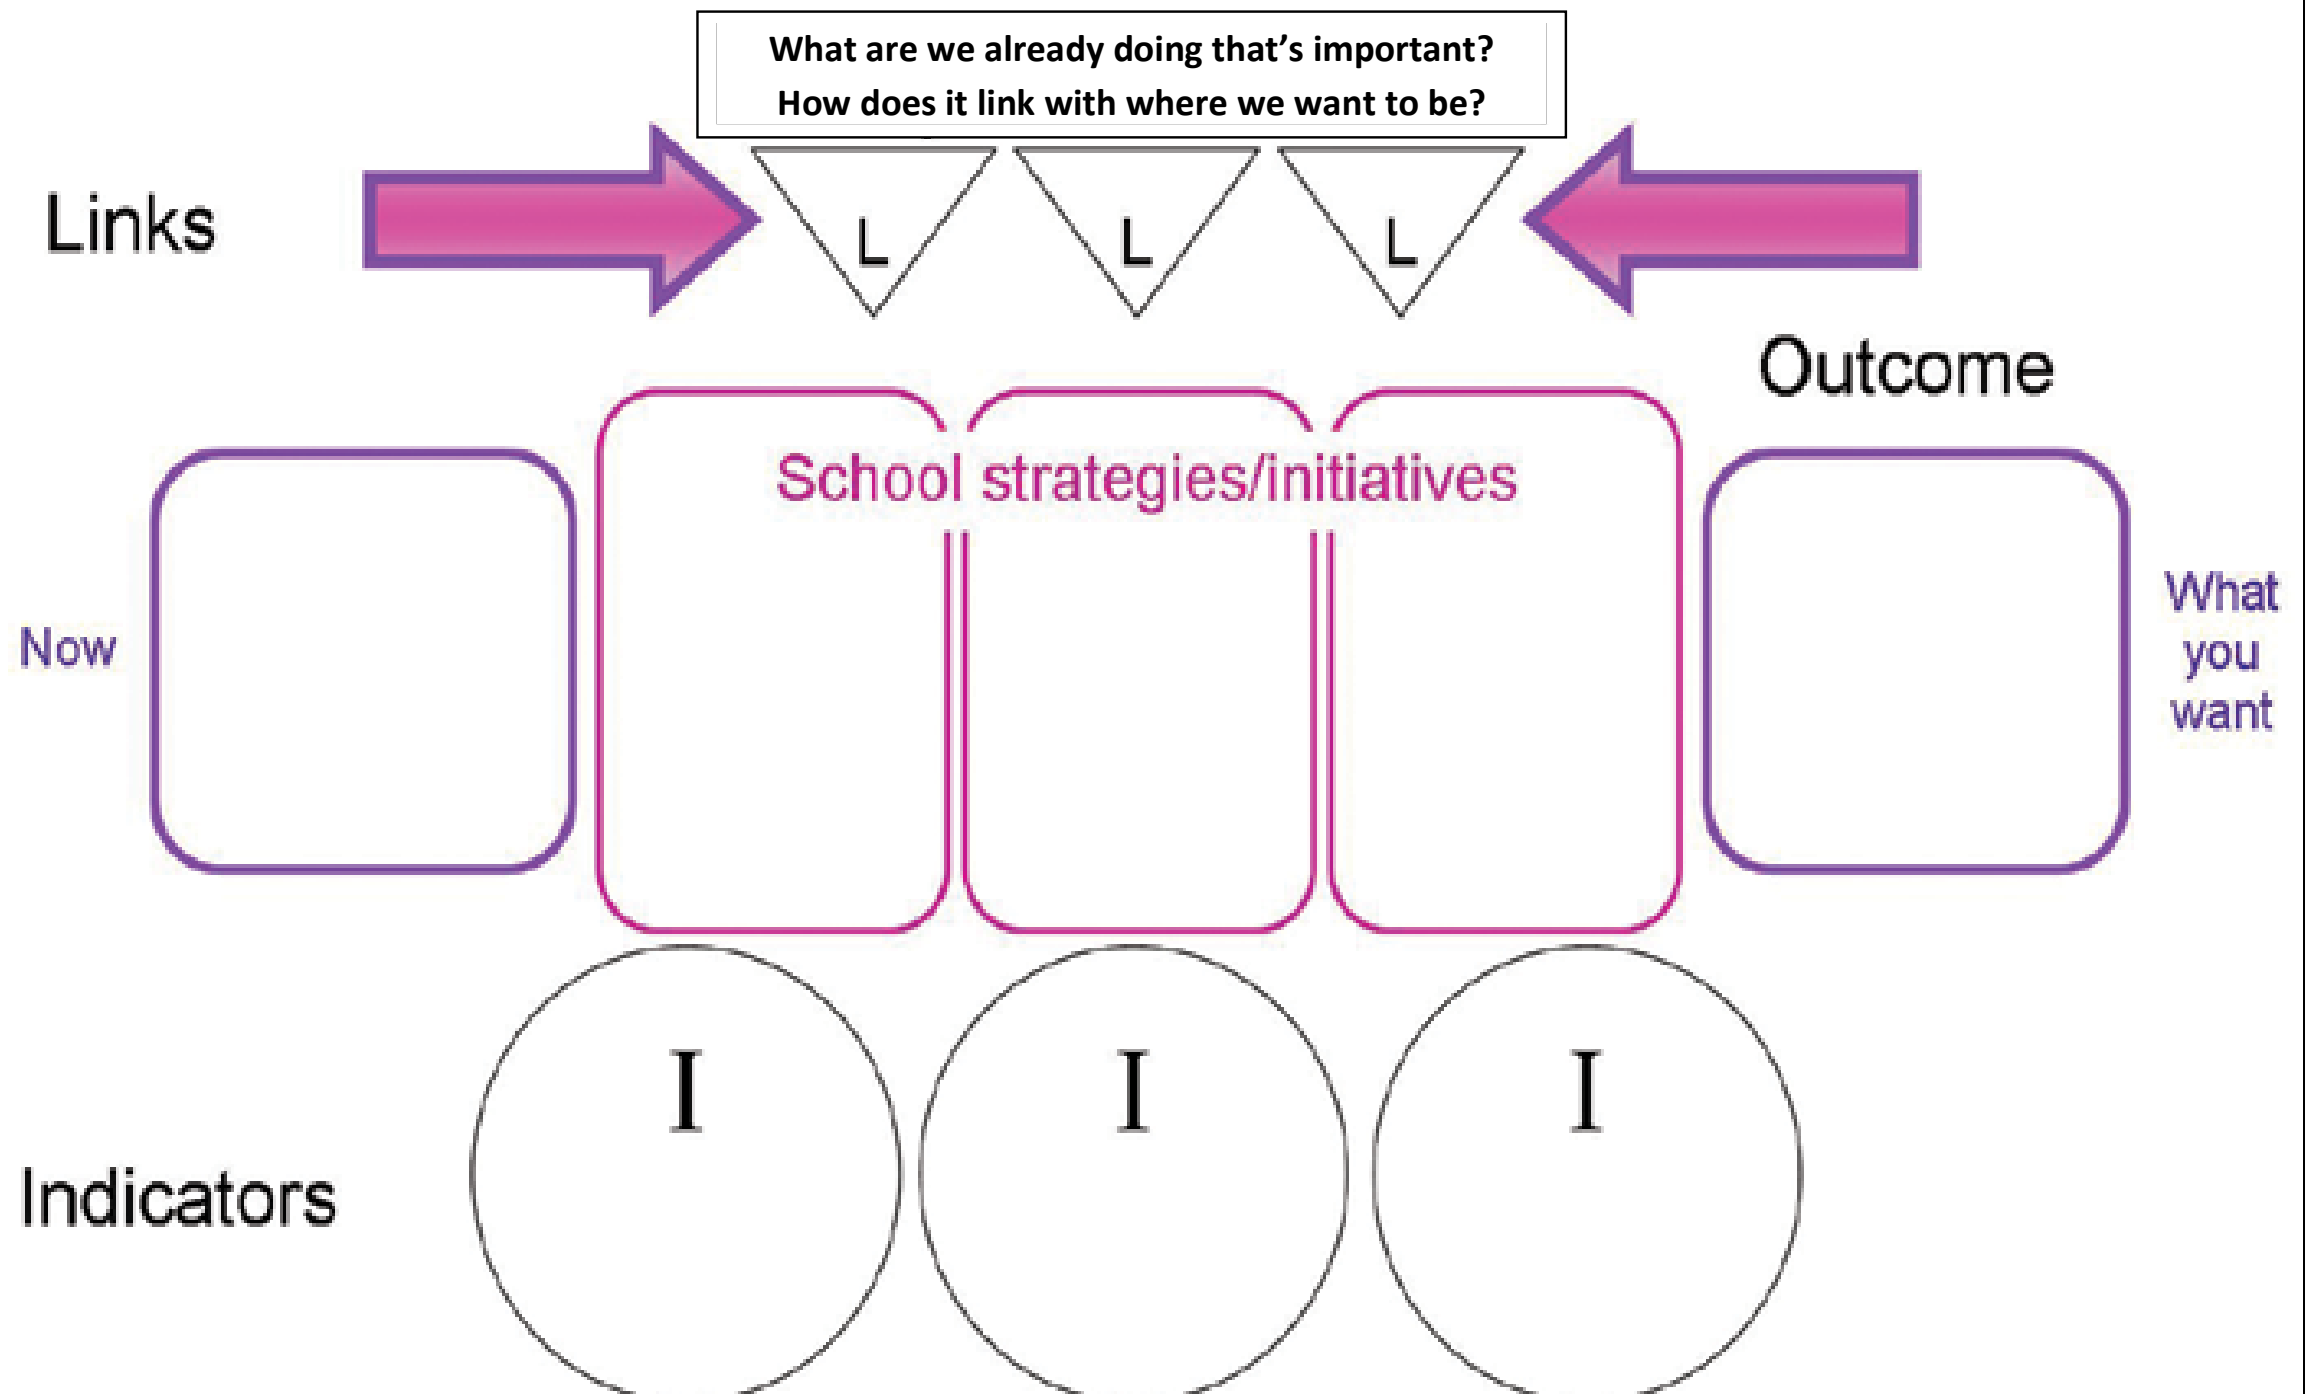 What are we already doing that’s important?
How does it link with where we want to be?
Links
L
L
L
Outcome
School strategies/initiatives
Now
What
you
want
I
I
I
Indicators